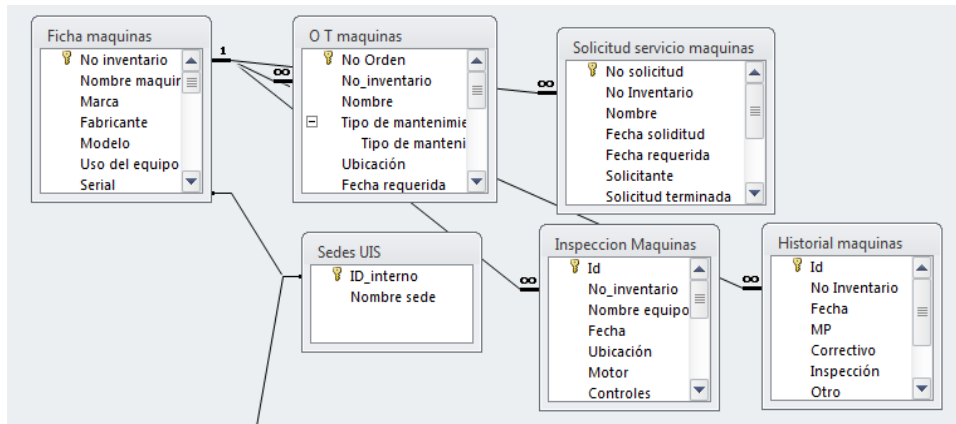 Ficha maquinas
No inventario
Nombre maquir
Marca
Fabricante
Modelo
Uso del equipo
Serial
1
∞
O T maquinas
No Orden
No_inventario
Nombre
Tipo de mantenimie
Tipo de manteni
Ubicación
Fecha requerida
∞
Solicitud servicio maquinas
No solicitud
No Inventario
Nombre
Fecha soliditud
Fecha requerida
Solicitante
Solicitud terminada
Sedes UIS
ID_interno
Nombre sede
∞
Inspeccion Maquinas
Id
No_inventario
Nombre equipo
Fecha
Ubicación
Motor
Controles
∞
Historial maquinas
Id
No Inventario
Fecha
MP
Correctivo
Inspección
Otro